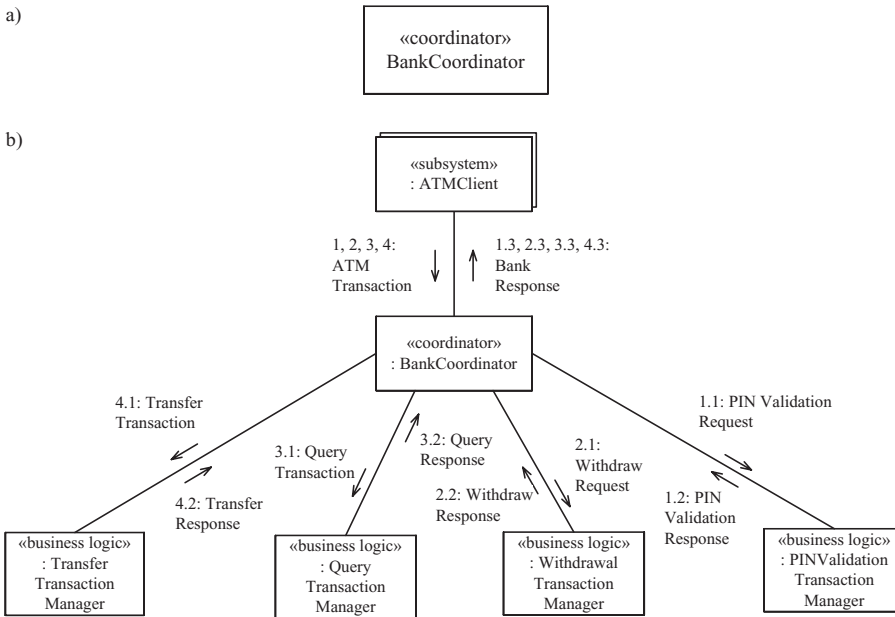 a)
«coordinator»
BankCoordinator
b)
«subsystem»
: ATMClient
1, 2, 3, 4:
ATM
Transaction
1.3, 2.3, 3.3, 4.3:
Bank
Response
«coordinator»
: BankCoordinator
4.1: Transfer
Transaction
4.2: Transfer
Response
3.1: Query
Transaction
3.2: Query
Response
2.2: Withdraw
Response
2.1:
Withdraw
Request
1.1: PIN Validation
Request
1.2: PIN
Validation
Response
«business logic»
: Transfer
Transaction
Manager
«business logic»
: Query
Transaction
Manager
«business logic»
: Withdrawal
Transaction
Manager
«business logic»
: PINValidation
Transaction
Manager